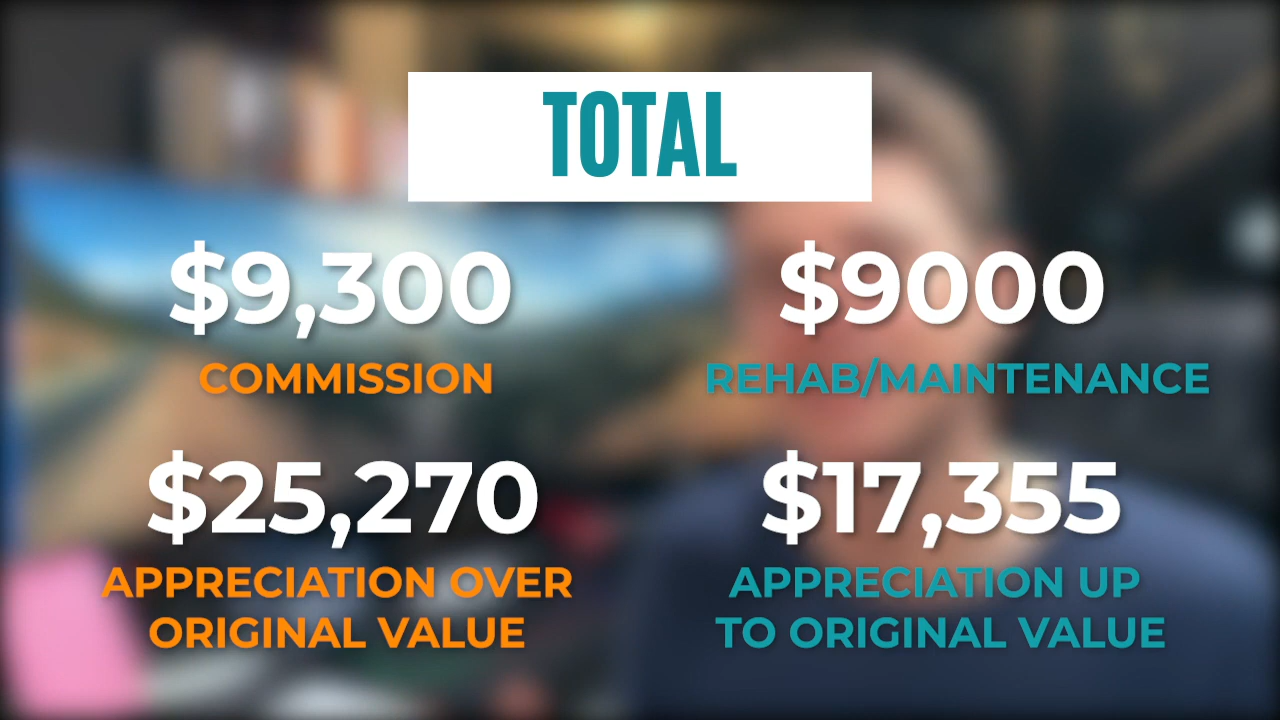 TOTAL
$9,300
COMMISSION
$9000
REHAB/MAINTENANCE
$25,270
APPRECIATION OVER
ORIGINAL VALUE
$17,355
APPRECIATION UP
TO ORIGINAL VALUE